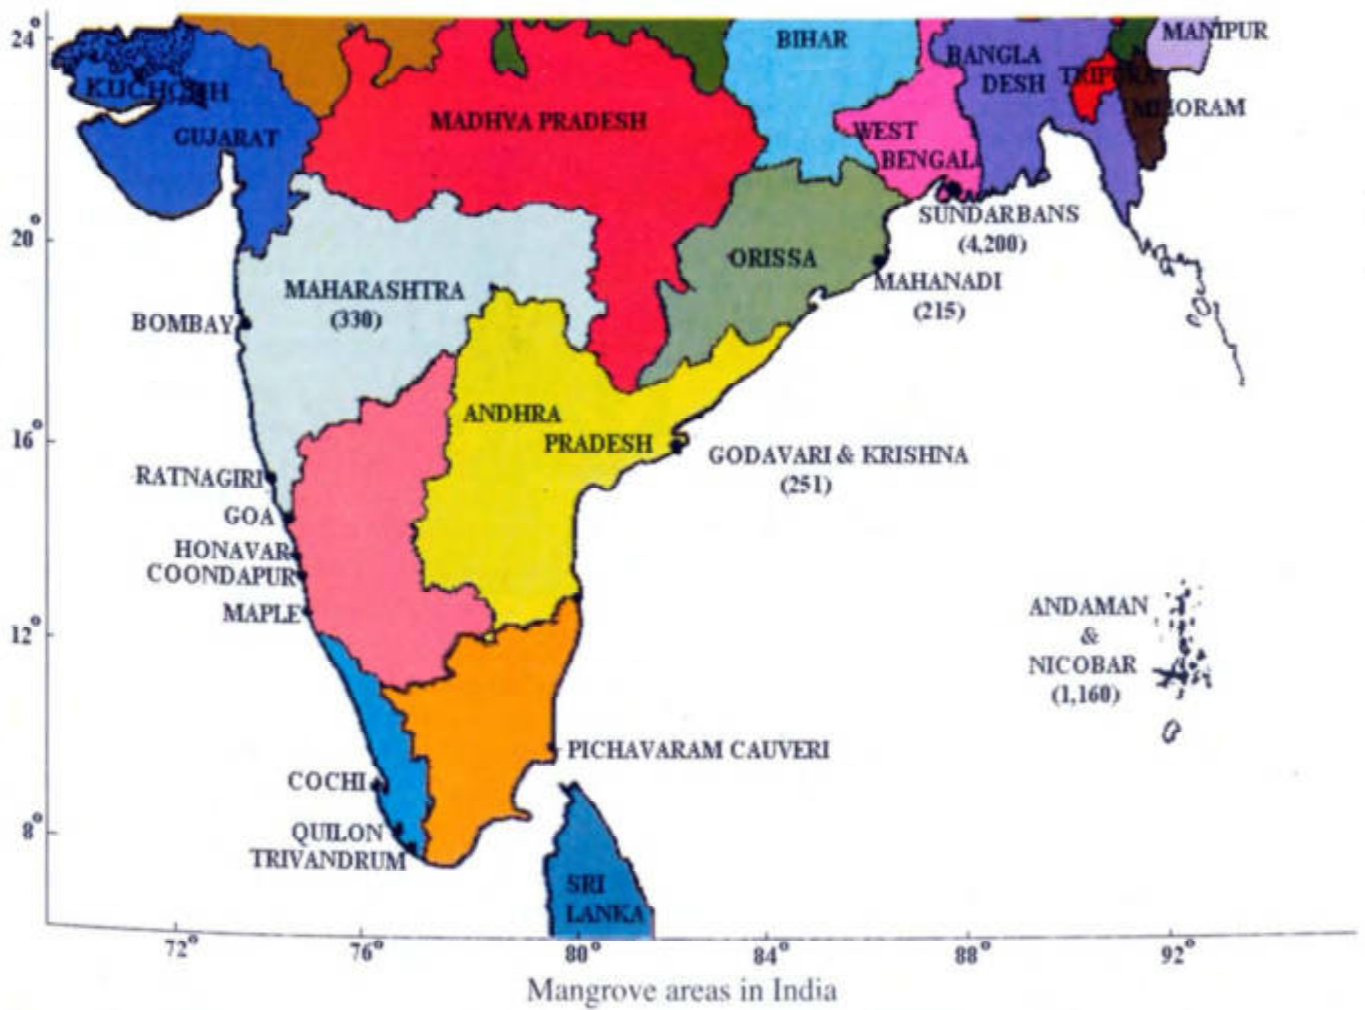 24°
MANIPUR
BIHAR
BANGLA
DESH
TRIPURA
KUCHCHH
MIZORAM
MADHYA PRADESH
GUJARAT
WEST
BENGAL
SUNDARBANS
(4,200)
20°
ORISSA
MAHANADI
(215)
MAHARASHTRA
(330)
BOMBAY
ANDHRA
PRADESH
16°
GODAVARI & KRISHNA
(251)
RATNAGIRI
GOA
HONAVAR
COONDAPUR
MAPLE
12°
ANDAMAN
&
NICOBAR
(1,160)
PICHAVARAM CAUVERI
COCHI
QUILON
8°
TRIVANDRUM
SRI
LANKA
72° 76° 80° 84° 88° 92°
Mangrove areas in India